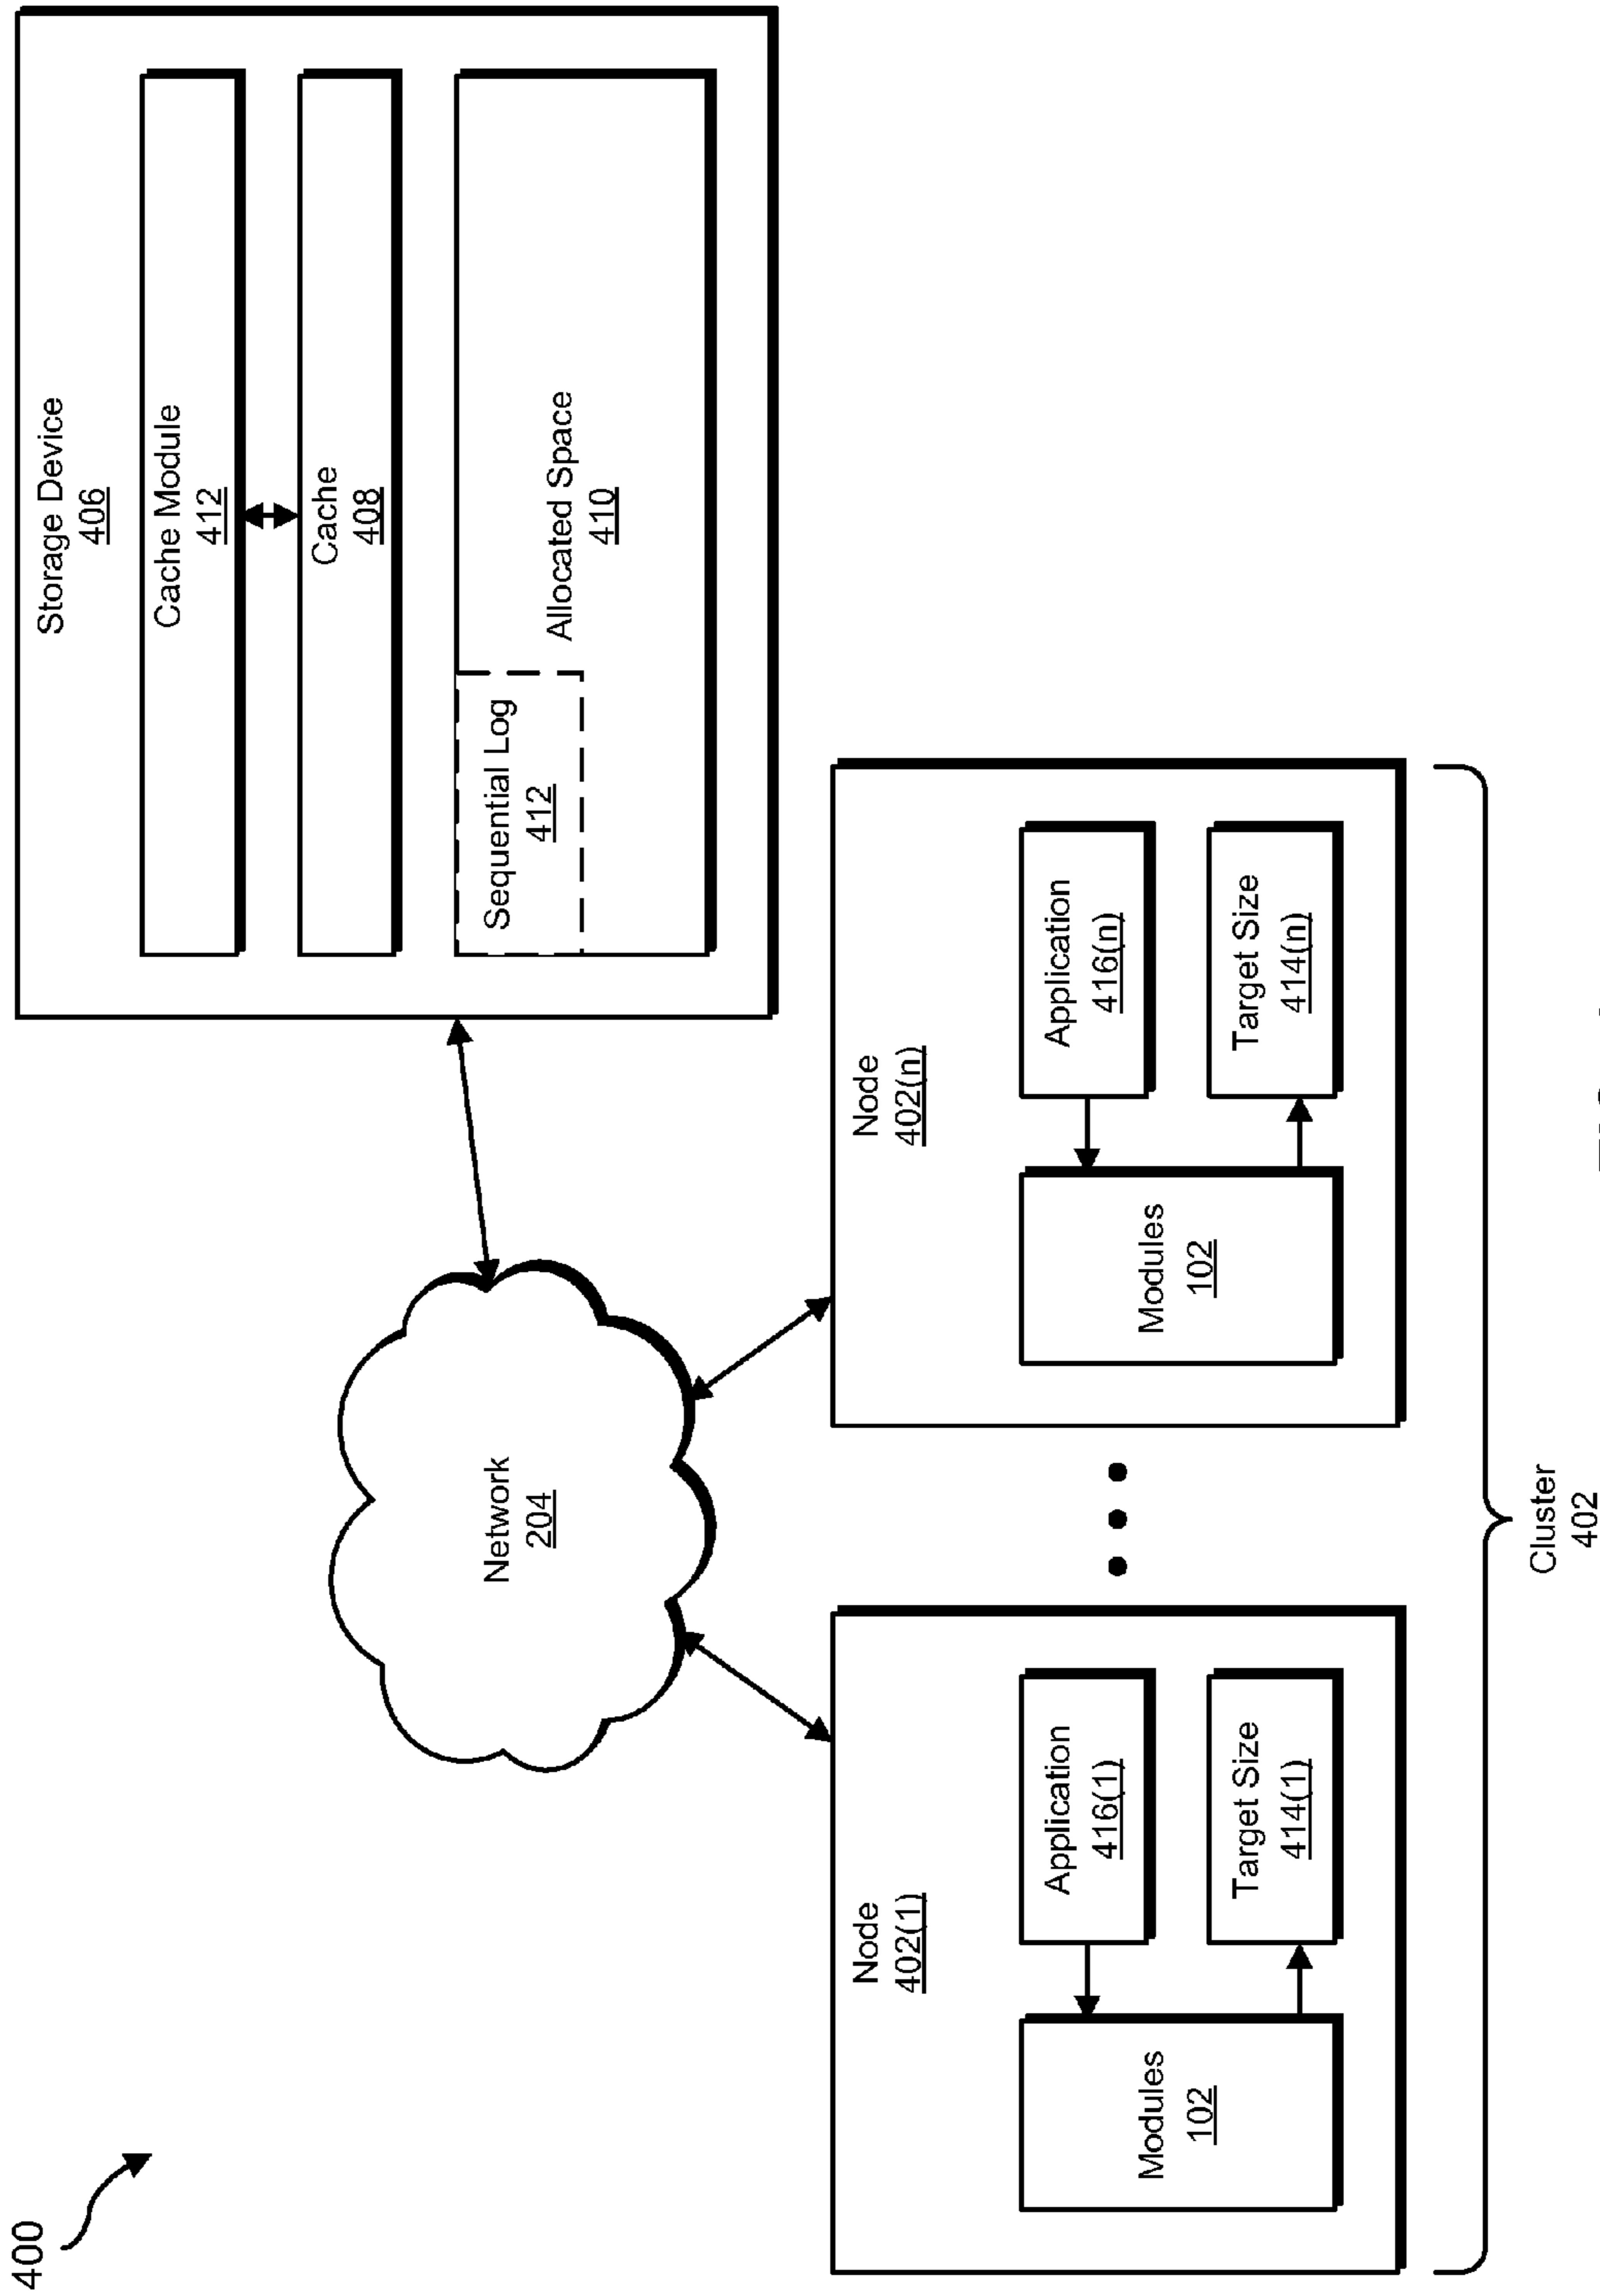 400
Storage Device
406
Cache Module
412
Cache
408
Sequential Log
412
Allocated Space
410
Network
204
Node
402(1)
Application
416(1)
Modules
102
Target Size
414(1)
Node
402(n)
Application
416(n)
Modules
102
Target Size
414(n)
Cluster
402